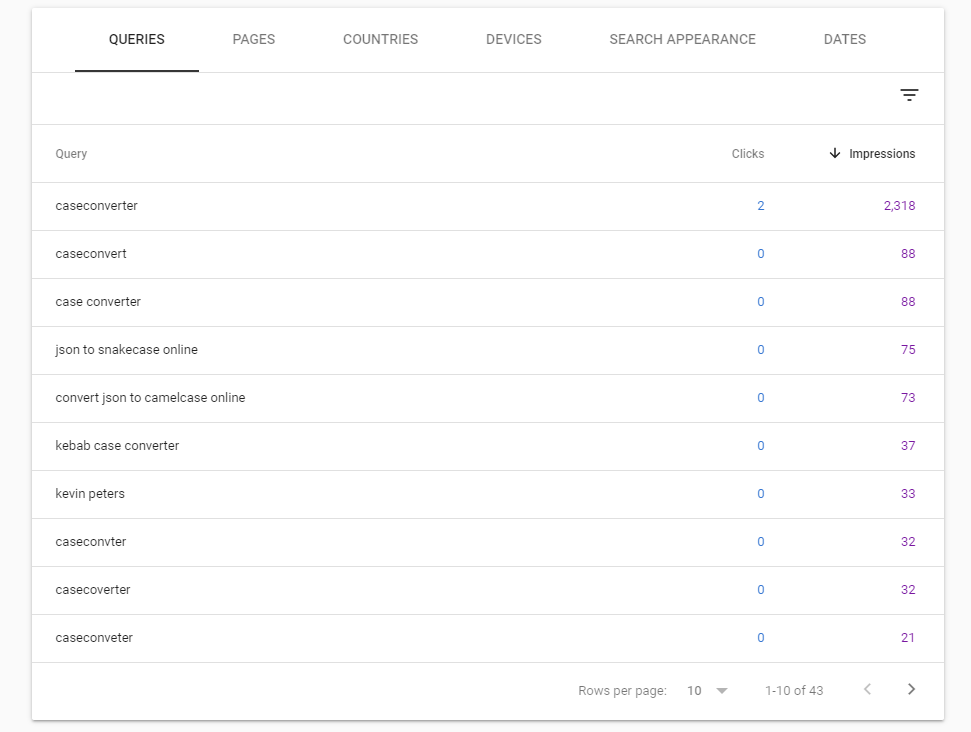 QUERIES PAGES COUNTRIES DEVICES SEARCH APPEARANCE DATES
Query Clicks Impressions
caseconverter 2 2,318
caseconvert 0 88
case converter 0 88
json to snakecase online 0 75
convert json to camelcase online 0 73
kebab case converter 0 37
kevin peters 0 33
caseconvter 0 32
casecoverter 0 32
caseconveter 0 21
Rows per page: 10 1-10 of 43